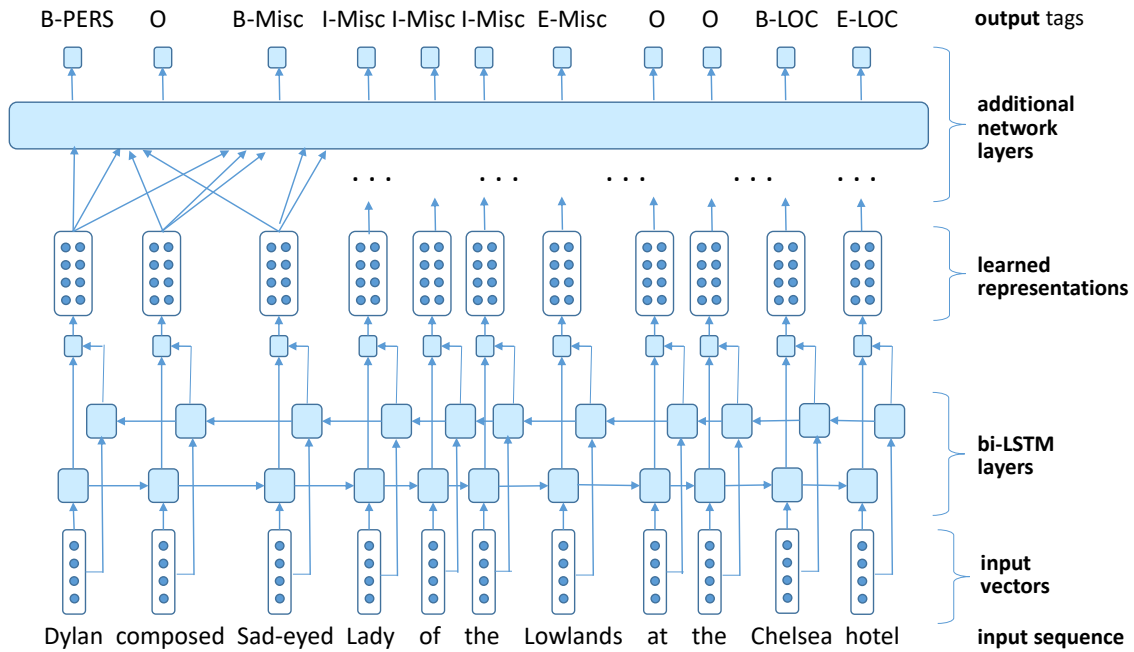 B-PERS O B-Misc I-Misc I-Misc I-Misc E-Misc O O B-LOC E-LOC output tags
additional
network
layers
. . . . . . . . . . . . . . .
learned
representations
bi-LSTM
layers
input
vectors
Dylan composed Sad-eyed Lady of the Lowlands at the Chelsea hotel input sequence